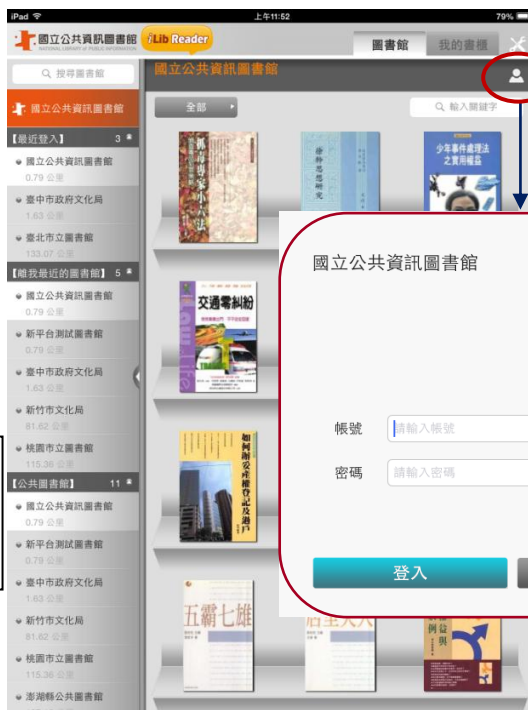 iPad
上午11:52
79%
國立公共資訊圖書館
NATIONAL LIBRARY of PUBLIC INFORMATION
iLib Reader
圖書館
我的書櫃
搜尋圖書館
國立公共資訊圖書館
【最近登入】 3
國立公共資訊圖書館
0.79 公里
臺中市政府文化局
1.63 公里
臺北市立圖書館
133.07 公里
【離我最近的圖書館】 5
國立公共資訊圖書館
0.79 公里
新平台測試圖書館
0.79 公里
臺中市政府文化局
1.63 公里
新竹市文化局
81.62 公里
桃園市立圖書館
115.36 公里
【公共圖書館】 11
國立公共資訊圖書館
0.79 公里
新平台測試圖書館
0.79 公里
臺中市政府文化局
1.63 公里
新竹市文化局
81.62 公里
桃園市立圖書館
115.36 公里
澎湖縣公共圖書館
國立公共資訊圖書館
全部
輸入關鍵字
抓毒專家小六法
思想研究
少年事件處理法
之實用權益
交通零糾紛
如何辦妥產權登記及過戶
五霸七雄
國立公共資訊圖書館
帳號
請輸入帳號
密碼
請輸入密碼
登入